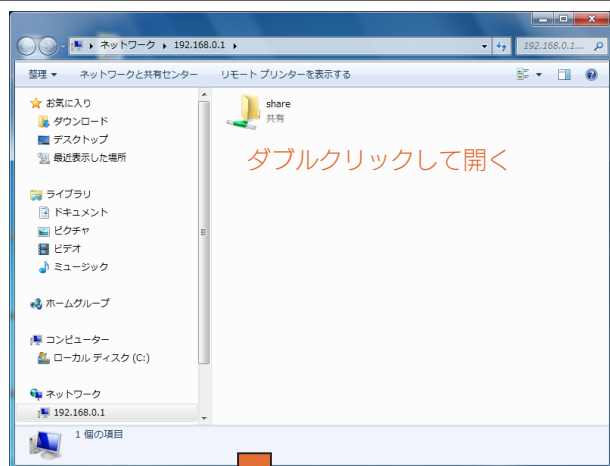 ネットワーク 192.168.0.1
192.168.0.1...
整理 ネットワークと共有センター リモート プリンターを表示する
お気に入り
ダウンロード
デスクトップ
最近表示した場所
ライブラリ
ドキュメント
ピクチャ
ビデオ
ミュージック
ホームグループ
コンピューター
ローカル ディスク (C:)
ネットワーク
192.168.0.1
share
共有
ダブルクリックして開く
1 個の項目